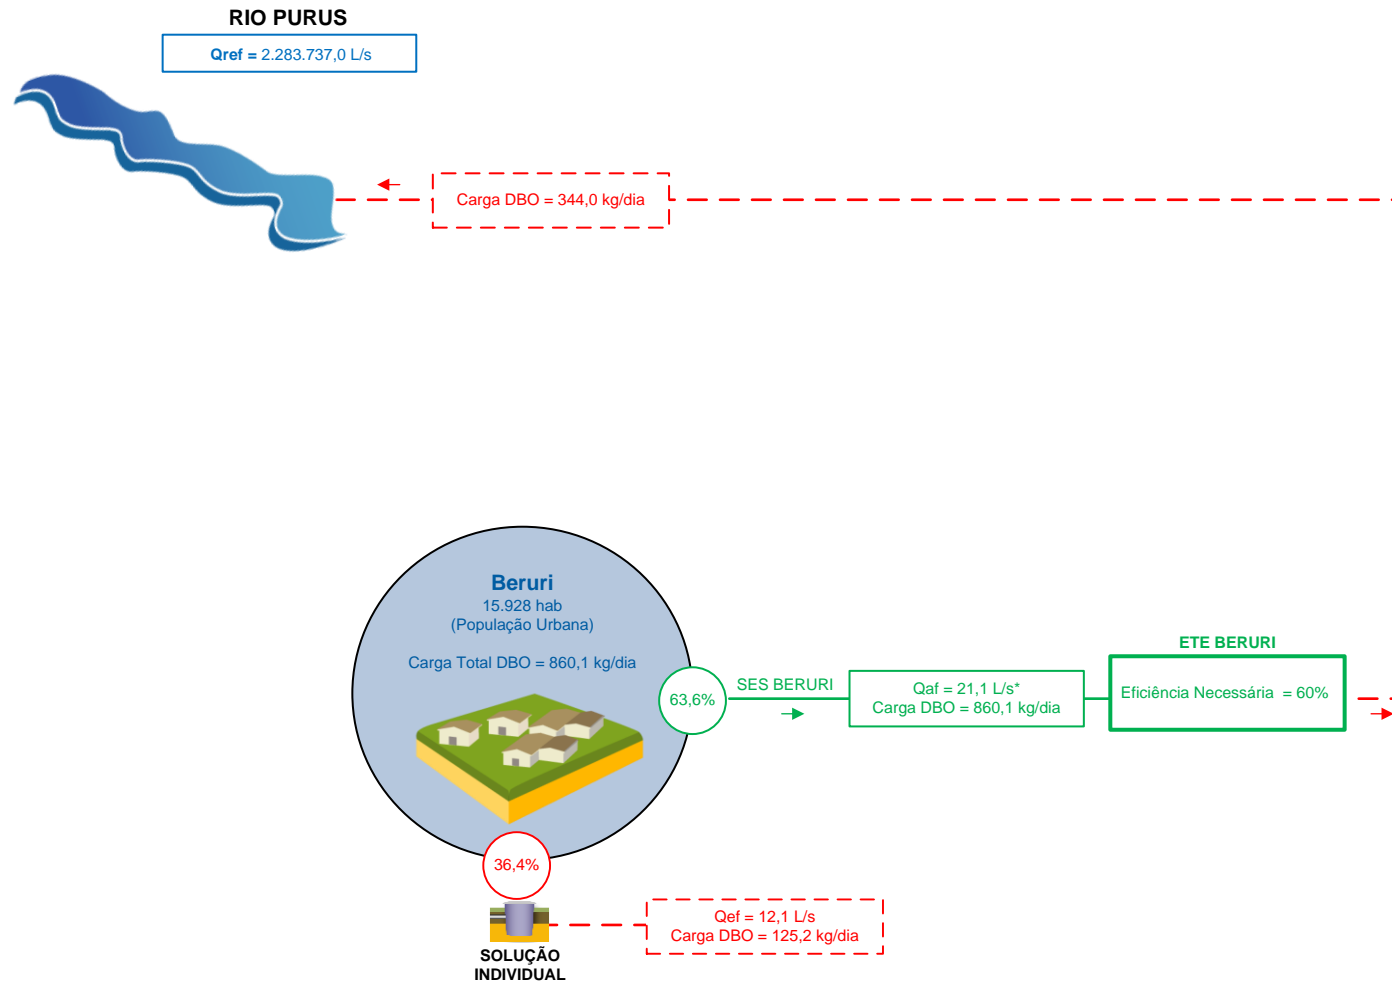 RIO PURUS
Qref = 2.283.737,0 L/s
Carga DBO = 344,0 kg/dia
Beruri
15.928 hab
(População Urbana)
Carga Total DBO = 860,1 kg/dia
63,6%
SES BERURI
Qaf = 21,1 L/s*
Carga DBO = 860,1 kg/dia
ETE BERURI
Eficiência Necessária = 60%
36,4%
SOLUÇÃO
INDIVIDUAL
Qef = 12,1 L/s
Carga DBO = 125,2 kg/dia